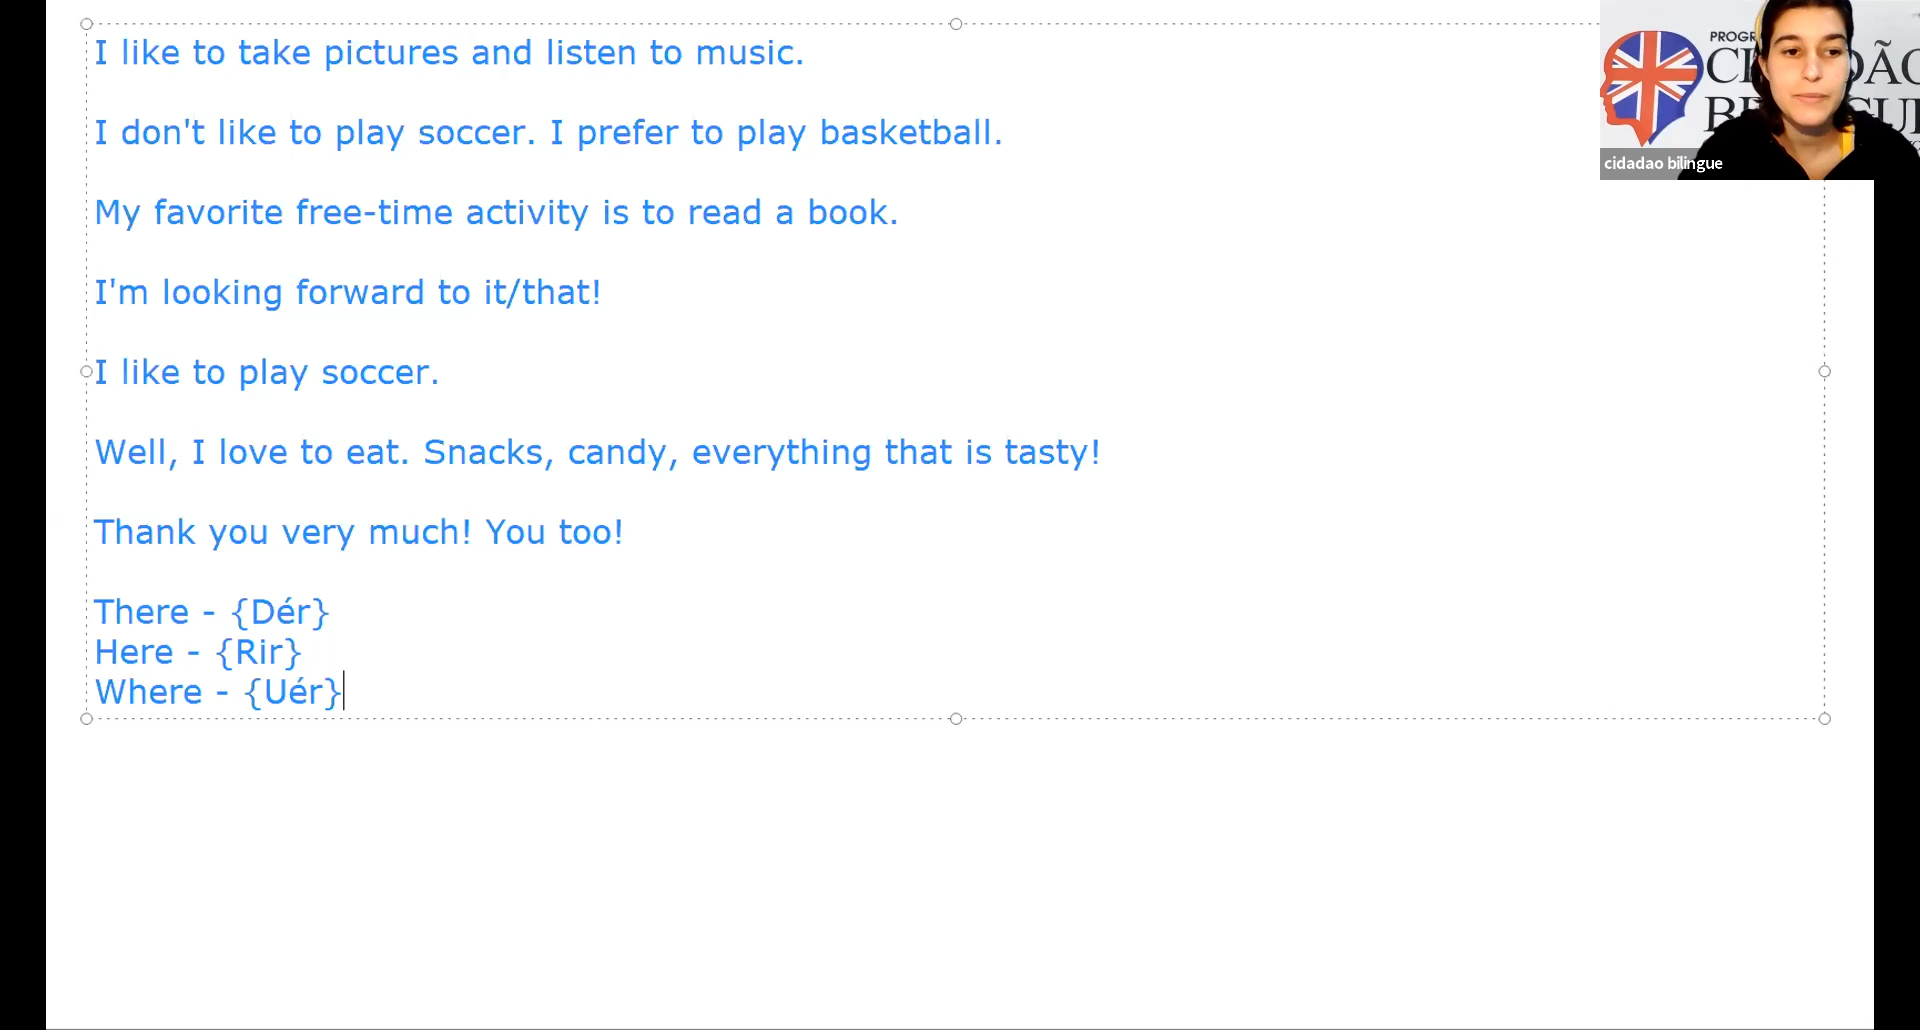 I like to take pictures and listen to music.
I don't like to play soccer. I prefer to play basketball.
My favorite free-time activity is to read a book.
I'm looking forward to it/that!
I like to play soccer.
Well, I love to eat. Snacks, candy, everything that is tasty!
Thank you very much! You too!
There - {Dér}
Here - {Rir}
Where - {Uér}
cidadao bilingue